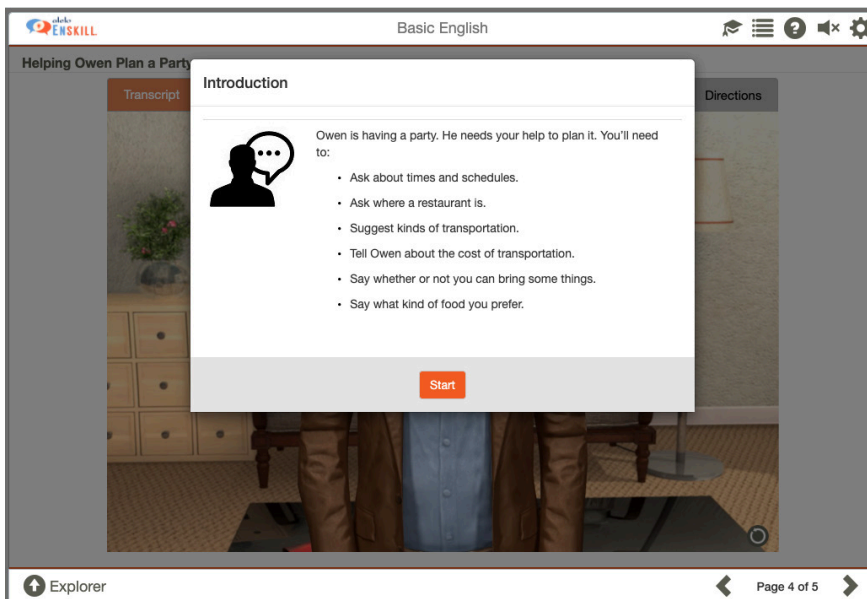 alelo
ENSKILL
Basic English
Helping Owen Plan a Party
Transcript
Directions
Introduction
Owen is having a party. He needs your help to plan it. You'll need
to:
• Ask about times and schedules.
• Ask where a restaurant is.
• Suggest kinds of transportation.
• Tell Owen about the cost of transportation.
• Say whether or not you can bring some things.
• Say what kind of food you prefer.
Start
Explorer
Page 4 of 5